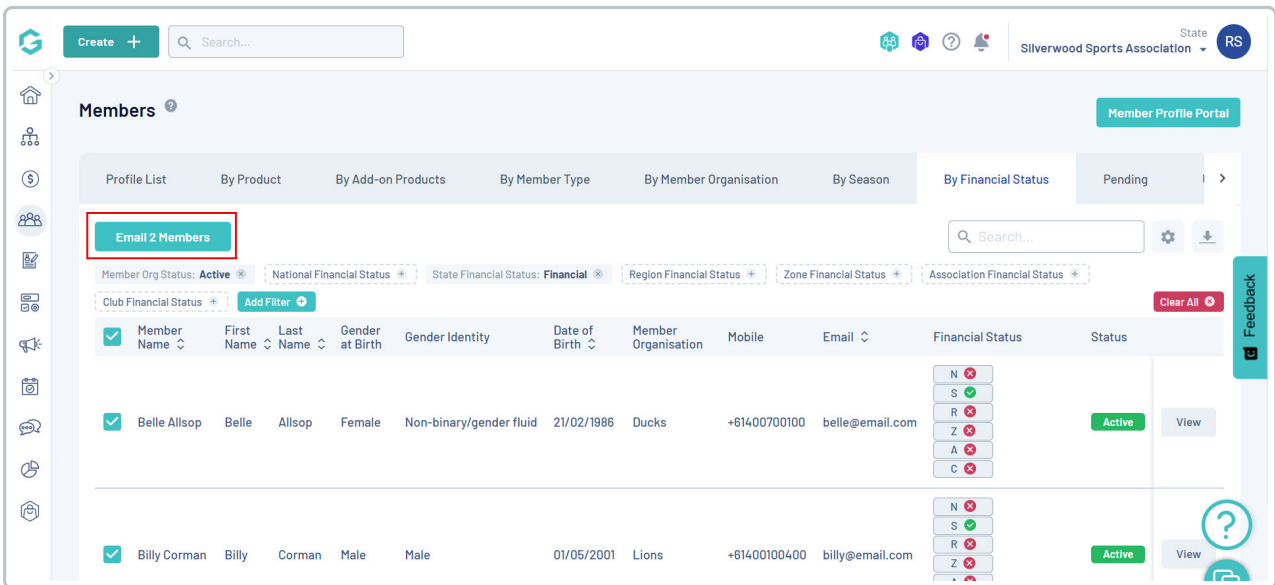 Create +
Search...
State
Silverwood Sports Association
RS
Members
Member Profile Portal
Profile List By Product By Add-on Products By Member Type By Member Organisation By Season By Financial Status Pending
Email 2 Members
Search...
Member Org Status: Active National Financial Status + State Financial Status: Financial Region Financial Status + Zone Financial Status + Association Financial Status +
Club Financial Status + Add Filter
Clear All
Feedback
Member Name First Name Last Name Gender at Birth Gender Identity Date of Birth Member Organisation Mobile Email Financial Status Status
Belle Allsop Belle Allsop Female Non-binary/gender fluid 21/02/1986 Ducks +61400700100 belle@email.com
N
S
R
Z
A
C
Active
View
Billy Corman Billy Corman Male Male 01/05/2001 Lions +61400100400 billy@email.com
N
S
R
Z
Active
View